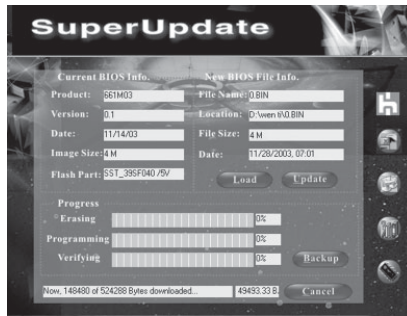 SuperUpdate
Current BIOS Info.
New BIOS File Info.
Product: 661M03
File Name: 0.BIN
Version: 0.1
Location: D:\wen ti\0.BIN
Date: 11/14/03
File Size: 4 M
Image Size: 4 M
Date: 11/28/2003, 07:01
Flash Part: SST_39SF040 /5V
Load
Update
Progress
Erasing 0%
Programming 0%
Verifying 0%
Backup
Now, 148480 of 524288 Bytes downloaded...
49493.33 B.
Cancel